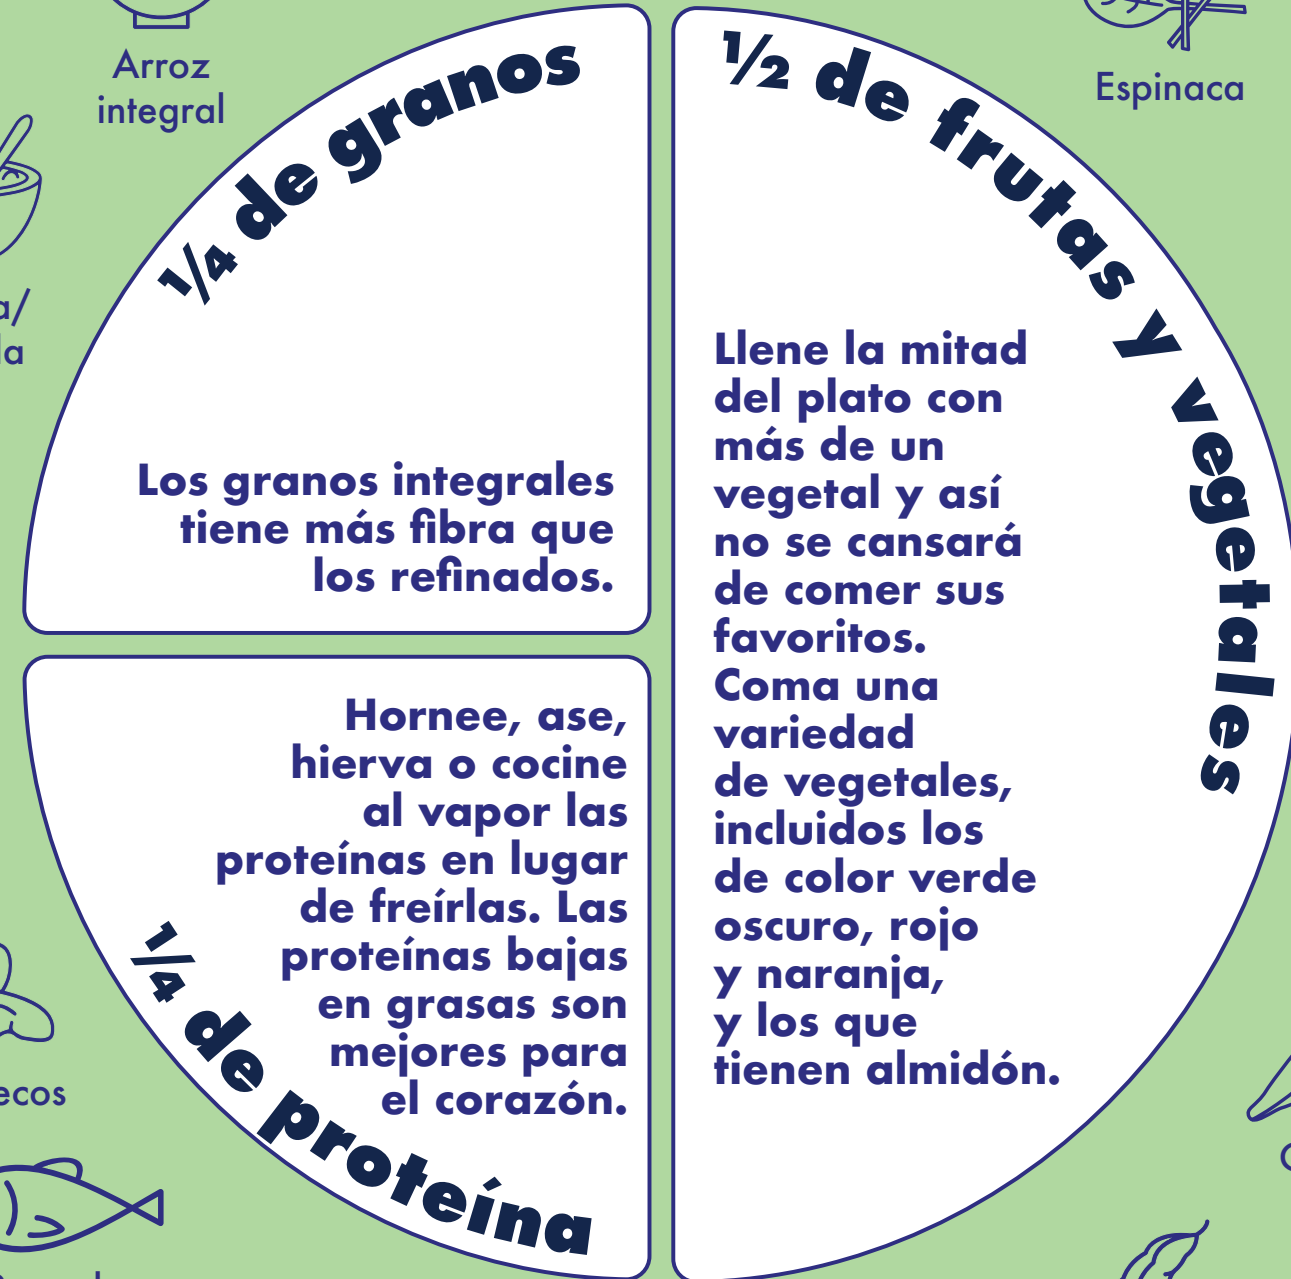 Arroz
integral
Espinaca
¼ de granos
Los granos integrales
tiene más fibra que
los refinados.
½ de frutas y vegetales
Llene la mitad
del plato con
más de un
vegetal y así
no se cansará
de comer sus
favoritos.
Coma una
variedad
de vegetales,
incluidos los
de color verde
oscuro, rojo
y naranja,
y los que
tienen almidón.
Hornee, ase,
hierva o cocine
al vapor las
proteínas en lugar
de freírlas. Las
proteínas bajas
en grasas son
mejores para
el corazón.
¼ de proteína